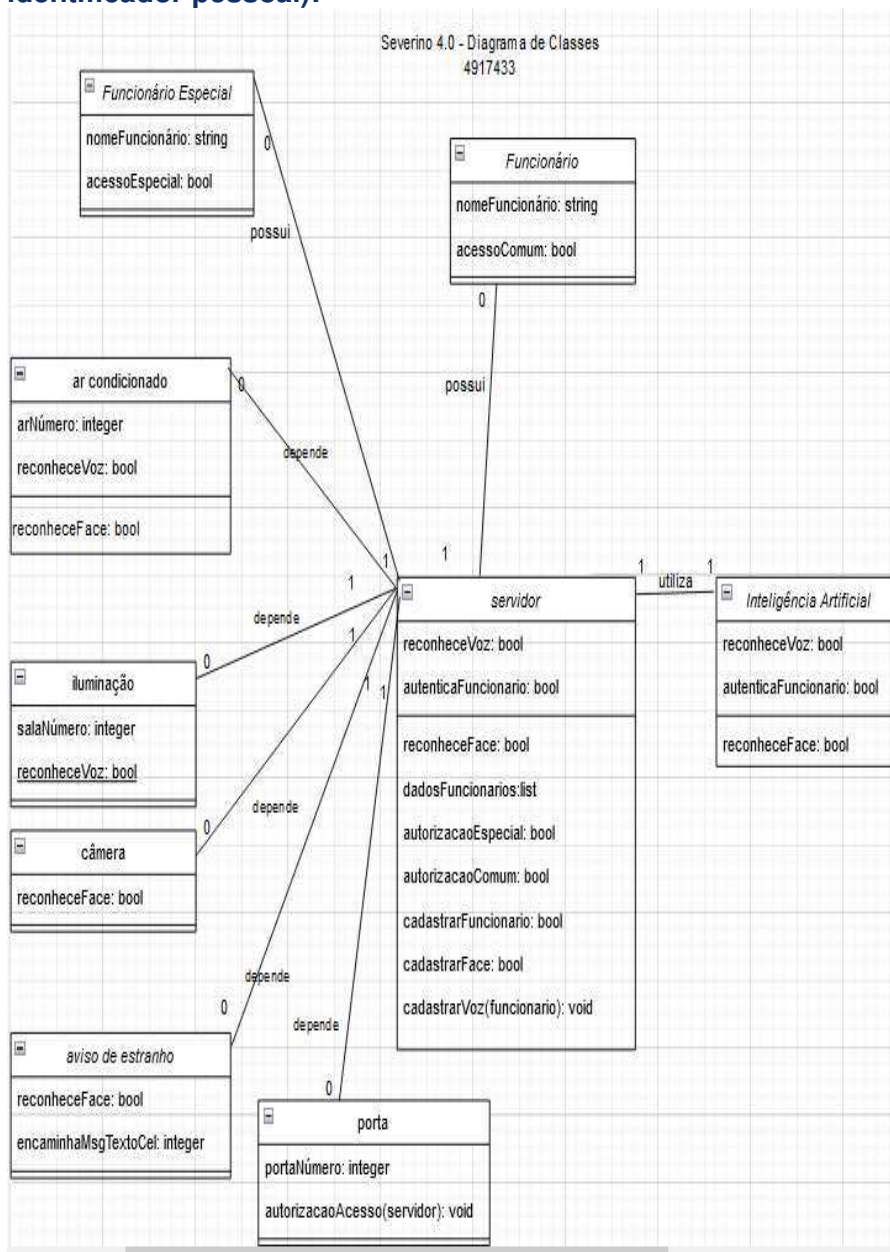 identificador pessoal).
Severino 4.0 - Diagrama de Classes
4917433
Funcionário Especial
nomeFuncionário: string
acessoEspecial: bool
0
possui
Funcionário
nomeFuncionário: string
acessoComum: bool
0
possui
ar condicionado
arNúmero: integer
reconheceVoz: bool
reconheceFace: bool
0
depende
1
1
1
1
1
1
servidor
reconheceVoz: bool
autenticaFuncionario: bool
reconheceFace: bool
dadosFuncionarios:list
autorizacaoEspecial: bool
autorizacaoComum: bool
cadastrarFuncionario: bool
cadastrarFace: bool
cadastrarVoz(funcionario): void
1
utiliza
1
Inteligência Artificial
reconheceVoz: bool
autenticaFuncionario: bool
reconheceFace: bool
depende
0
iluminação
salaNúmero: integer
reconheceVoz: bool
depende
0
câmera
reconheceFace: bool
depende
0
aviso de estranho
reconheceFace: bool
encaminhaMsgTextoCel: integer
depende
0
porta
portaNúmero: integer
autorizacaoAcesso(servidor): void